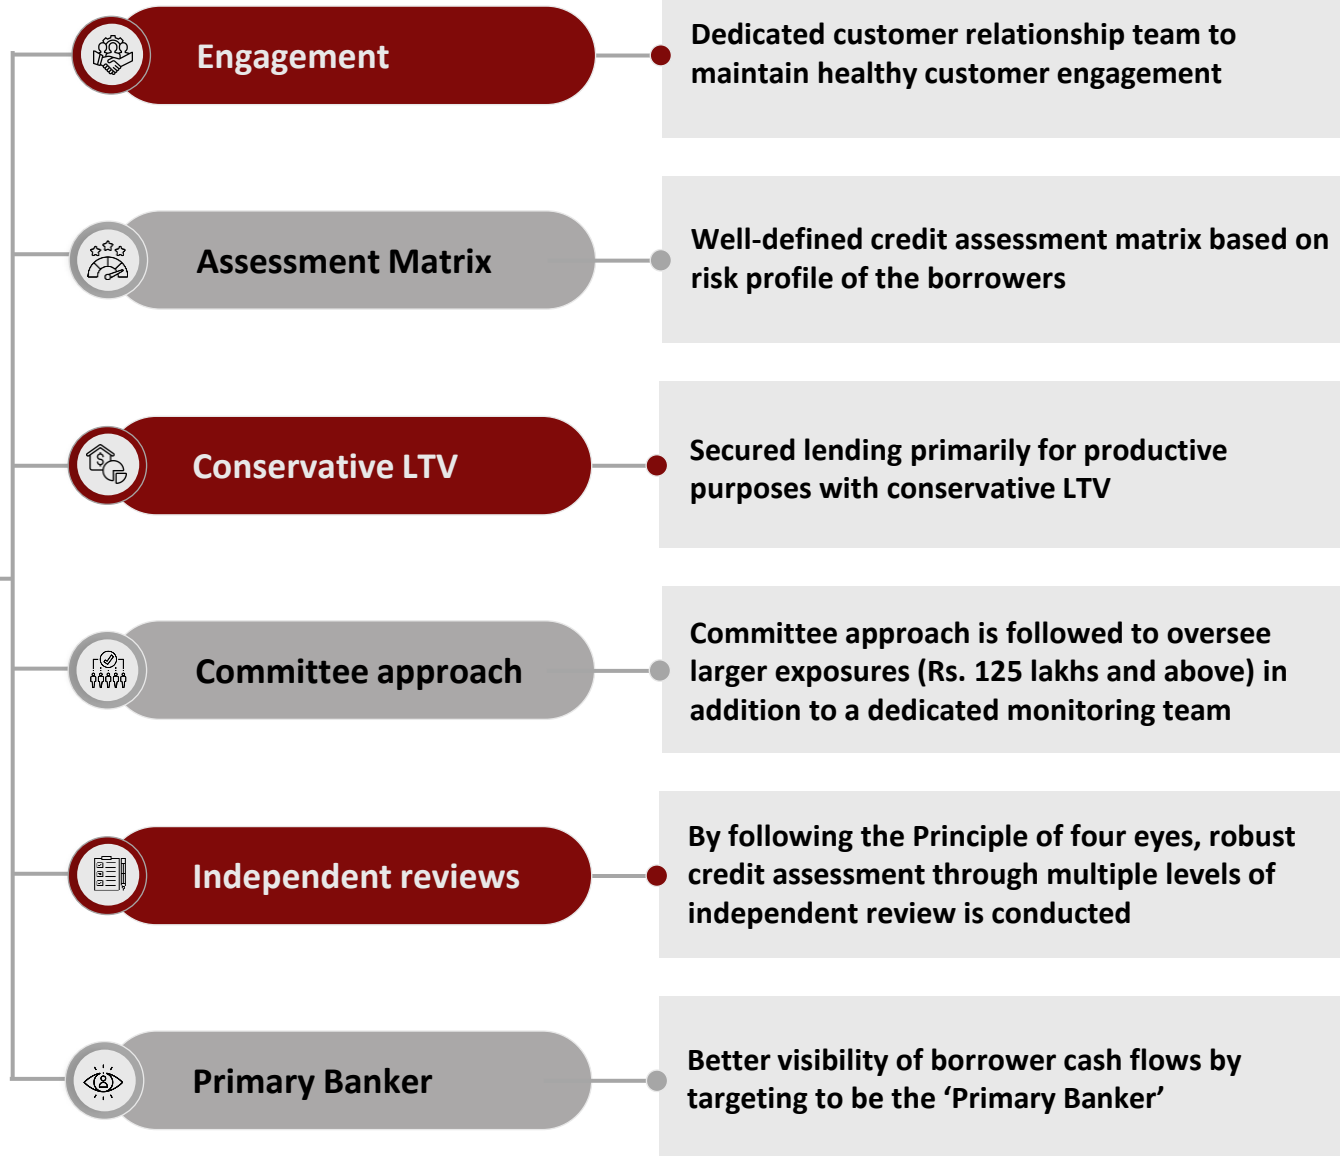 Engagement
Dedicated customer relationship team to
maintain healthy customer engagement
Assessment Matrix
Well-defined credit assessment matrix based on
risk profile of the borrowers
Conservative LTV
Secured lending primarily for productive
purposes with conservative LTV
Committee approach
Committee approach is followed to oversee
larger exposures (Rs. 125 lakhs and above) in
addition to a dedicated monitoring team
Independent reviews
By following the Principle of four eyes, robust
credit assessment through multiple levels of
independent review is conducted
Primary Banker
Better visibility of borrower cash flows by
targeting to be the ‘Primary Banker’